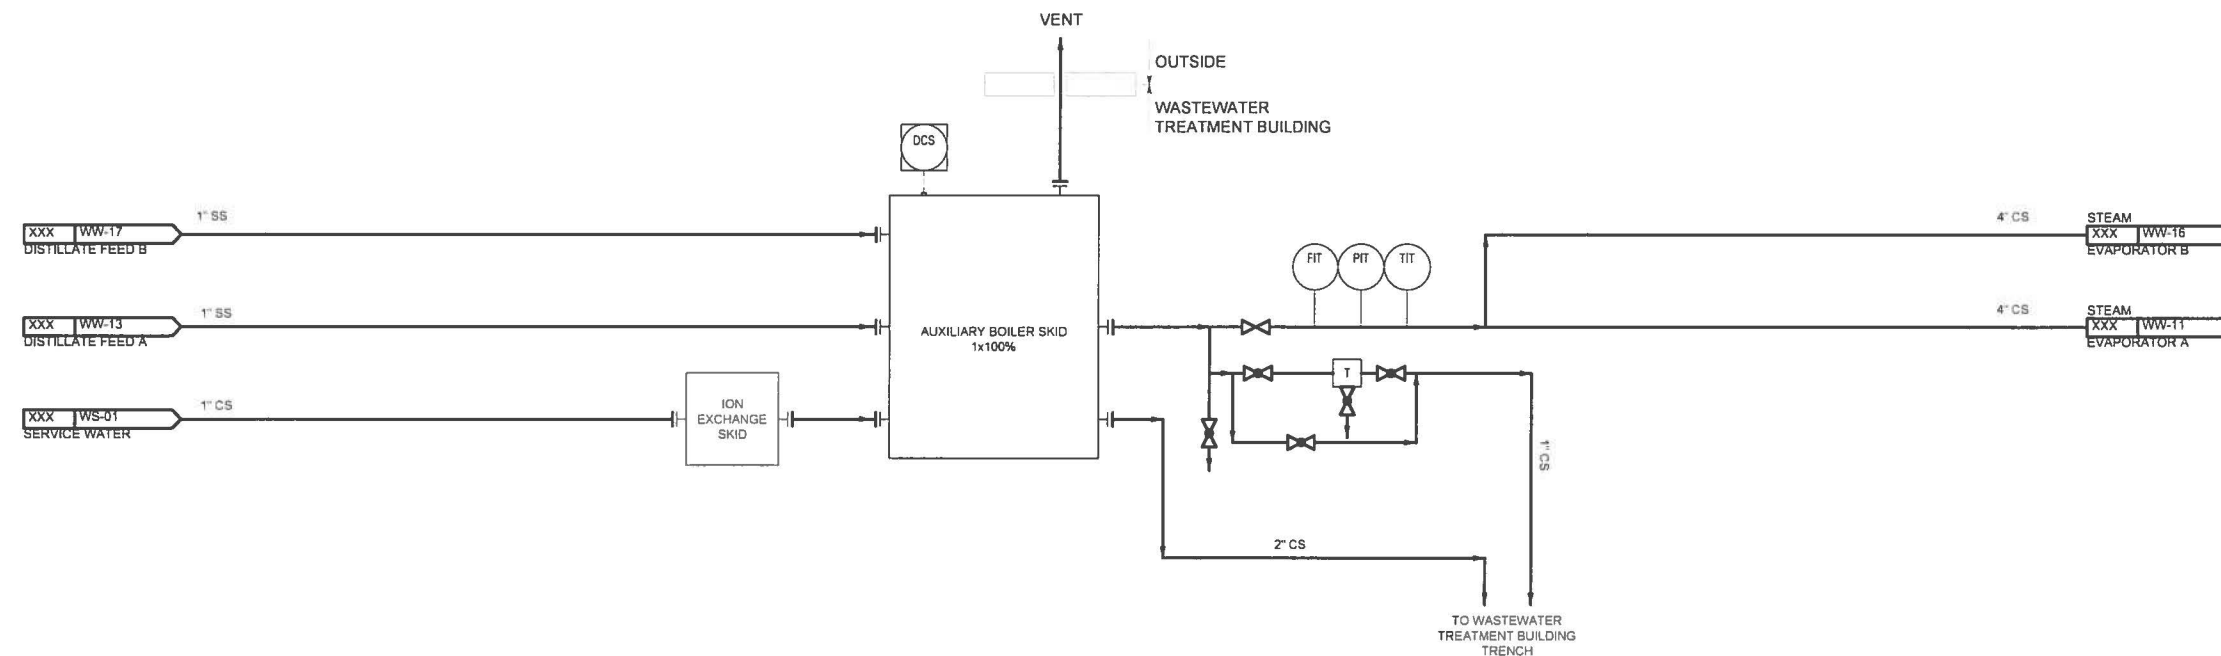 VENT
OUTSIDE
WASTEWATER
TREATMENT BUILDING
DCS
1" SS
XXX WW-17
DISTILLATE FEED B
1" SS
XXX WW-13
DISTILLATE FEED A
1" CS
XXX WS-01
SERVICE WATER
ION
EXCHANGE
SKID
AUXILIARY BOILER SKID
1x100%
FIT PIT TIT
T
4" CS
STEAM
XXX WW-16
EVAPORATOR B
4" CS
STEAM
XXX WW-11
EVAPORATOR A
1" CS
2" CS
TO WASTEWATER
TREATMENT BUILDING
TRENCH